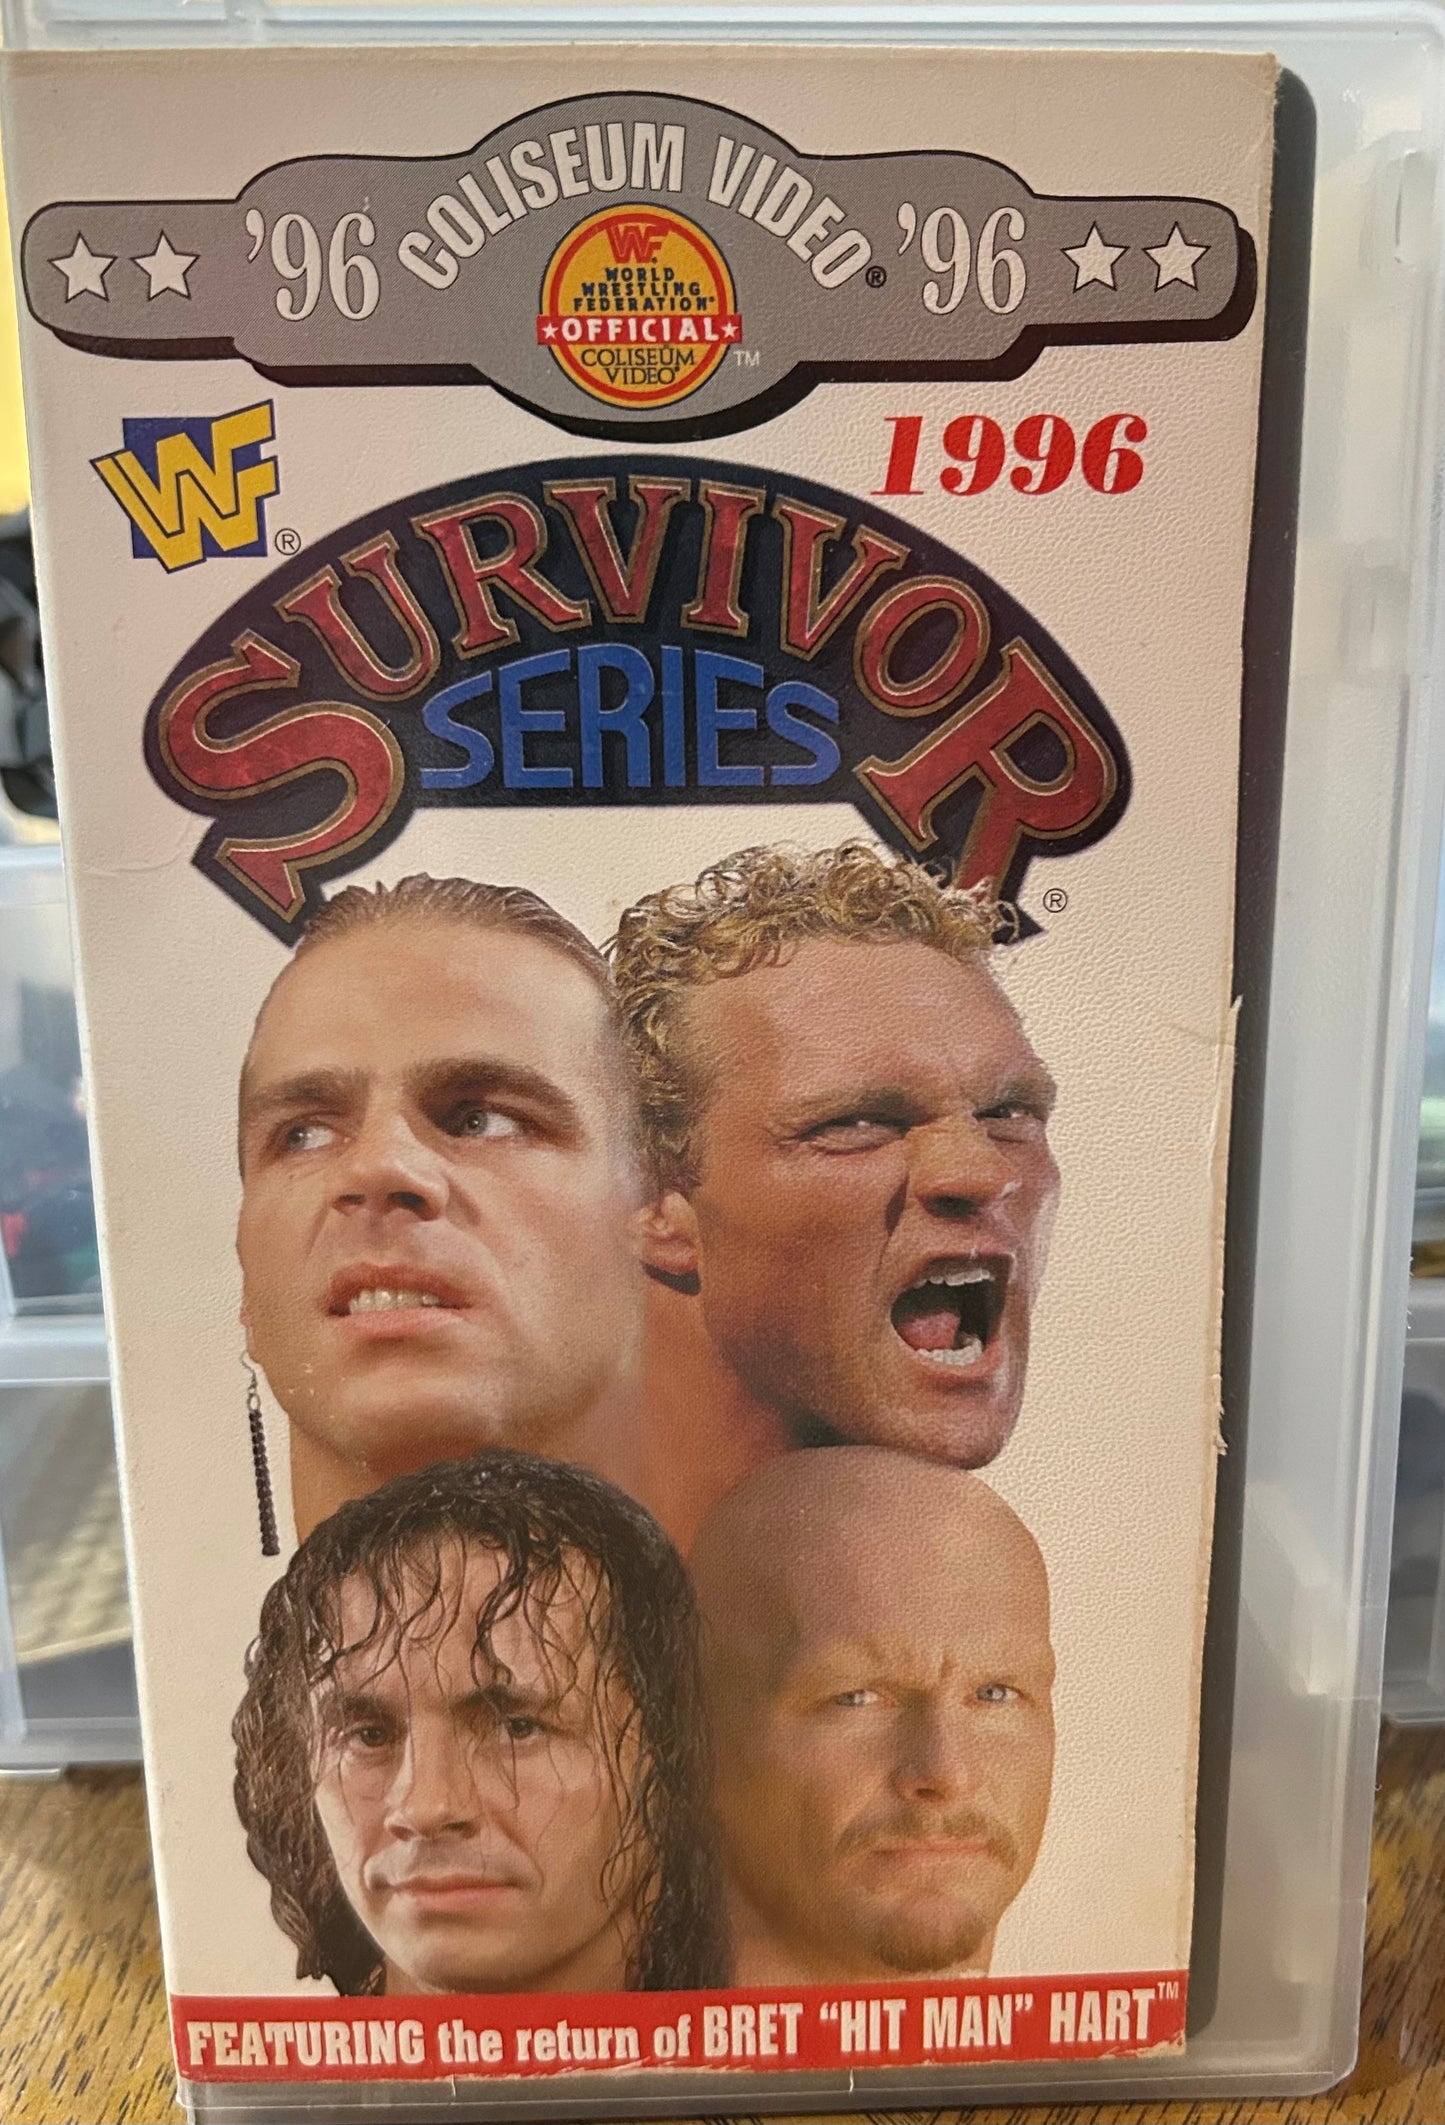 '96 COLISEUM VIDEO® '96
WF
WORLD
WRESTLING
FEDERATION®
OFFICIAL
COLISEUM
VIDEO®
TM
1996
WF ®
SURVIVOR
SERIES
®
FEATURING the return of BRET "HIT MAN" HART™